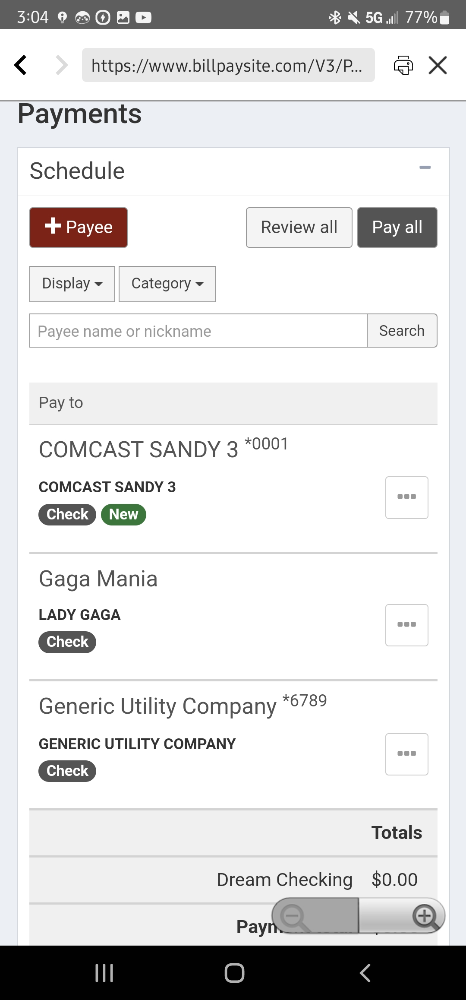 3:04
5G 77%
https://www.billpaysite.com/V3/P...
Payments
Schedule
Payee
Review all
Pay all
Display
Category
Payee name or nickname
Search
Pay to
COMCAST SANDY 3 *0001
COMCAST SANDY 3
Check New
Gaga Mania
LADY GAGA
Check
Generic Utility Company *6789
GENERIC UTILITY COMPANY
Check
Totals
Dream Checking $0.00